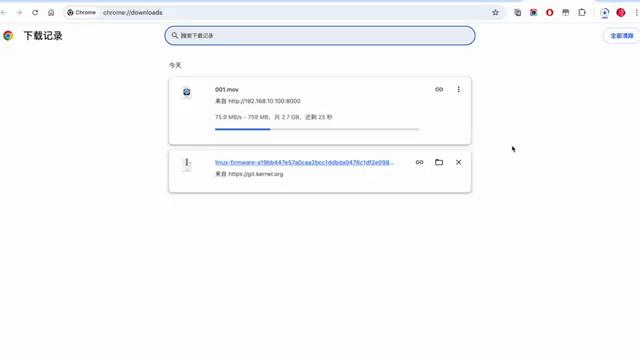 Chrome
chrome://downloads
下载记录
搜索下载记录
全部清除
今天
001.mov
来自 http://192.168.10.100:8000
75.9 MB/s - 759 MB，共 2.7 GB，还剩 25 秒
linux-firmware-a19bb447e57a0caa2bcc1ddbda0476c1df2e098...
来自 https://git.kernel.org